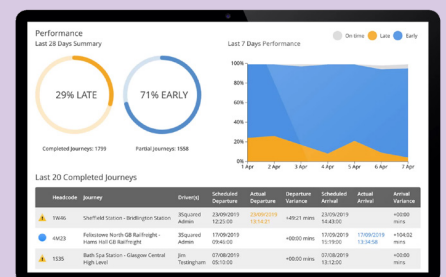 Performance
Last 28 Days Summary
Last 7 Days Performance
On time Late Early
29% LATE
71% EARLY
Completed Journeys: 1799
Partial Journeys: 1558
100%
80%
60%
40%
20%
0%
1 Apr 2 Apr 3 Apr 4 Apr 5 Apr 6 Apr 7 Apr
Last 20 Completed Journeys
Headcode Journey Driver(s) Scheduled Departure Actual Departure Departure Variance Scheduled Arrival Actual Arrival Arrival Variance
1W46 Sheffield Station - Bridlington Station 3Squared Admin 23/09/2019 12:25:00 23/09/2019 13:14:21 +49:21 mins 23/09/2019 14:43:00 +00:00 mins
4M23 Felixstowe North GB Railfreight - Hams Hall GB Railfreight 3Squared Admin 17/09/2019 09:46:00 +00:00 mins 17/09/2019 15:19:00 17/09/2019 13:34:58 +104:02 mins
1S35 Bath Spa Station - Glasgow Central High Level Jim Testingham 07/08/2019 05:10:00 +00:00 mins 07/08/2019 13:12:00 +00:00 mins